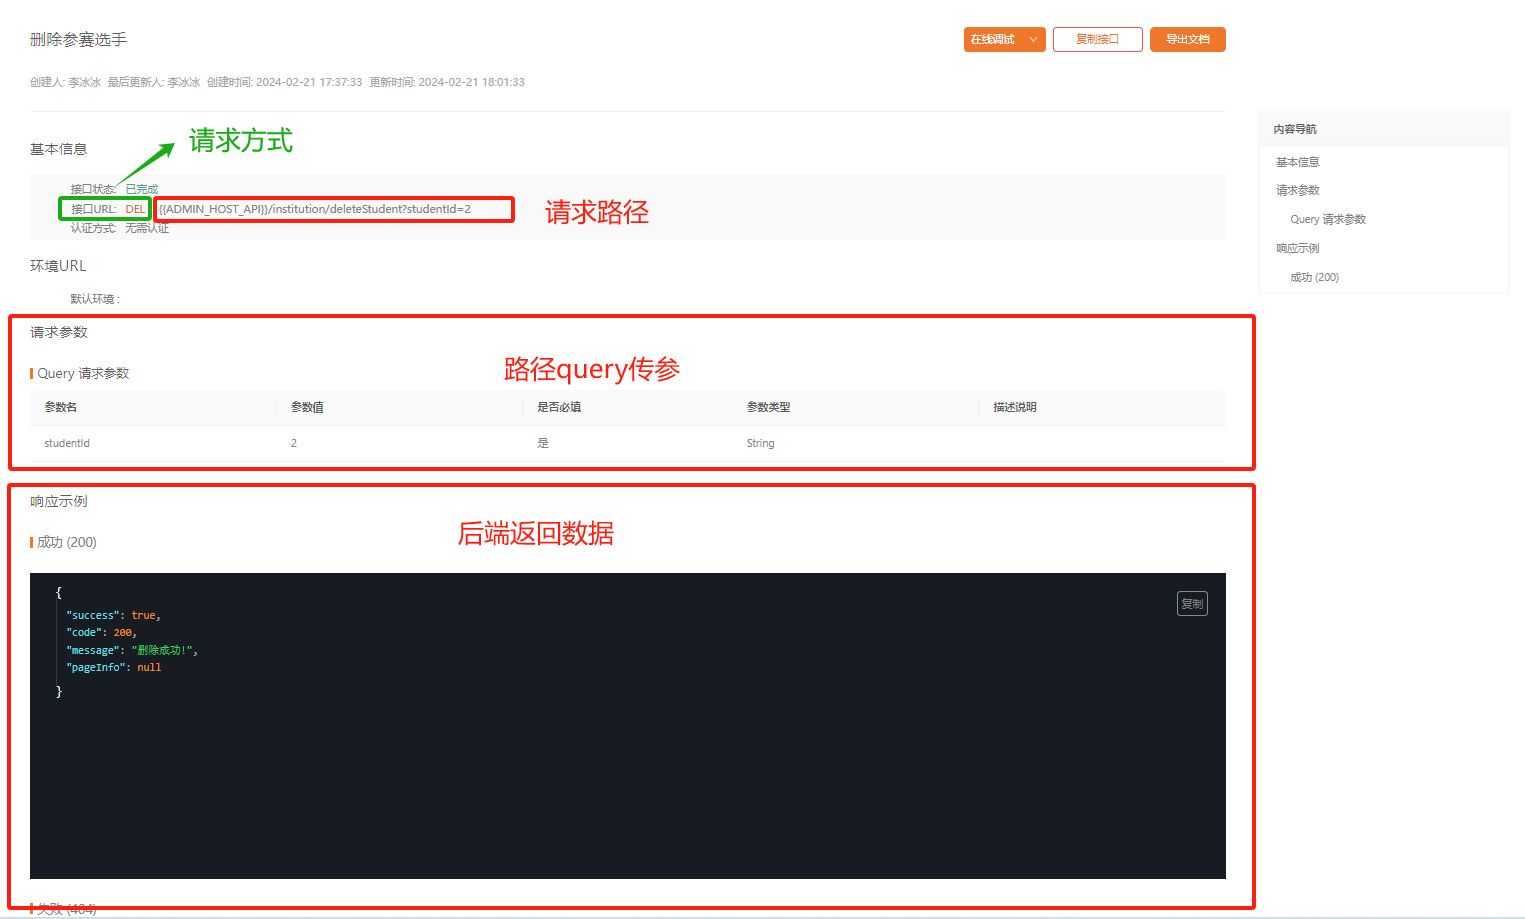 删除参赛选手
在线调试
复制接口
导出文档
创建人: 李冰冰 最后更新人: 李冰冰 创建时间: 2024-02-21 17:37:33 更新时间: 2024-02-21 18:01:33
请求方式
基本信息
接口状态: 已完成
接口URL: DEL {{ADMIN_HOST_API}}/institution/deleteStudent?studentId=2
请求路径
认证方式: 无需认证
环境URL
默认环境 :
请求参数
路径query传参
Query 请求参数
参数名 参数值 是否必填 参数类型 描述说明
studentId 2 是 String
响应示例
后端返回数据
成功 (200)
复制
{
"success": true,
"code": 200,
"message": "删除成功!",
"pageInfo": null
}
失败 (404)
内容导航
基本信息
请求参数
Query 请求参数
响应示例
成功 (200)